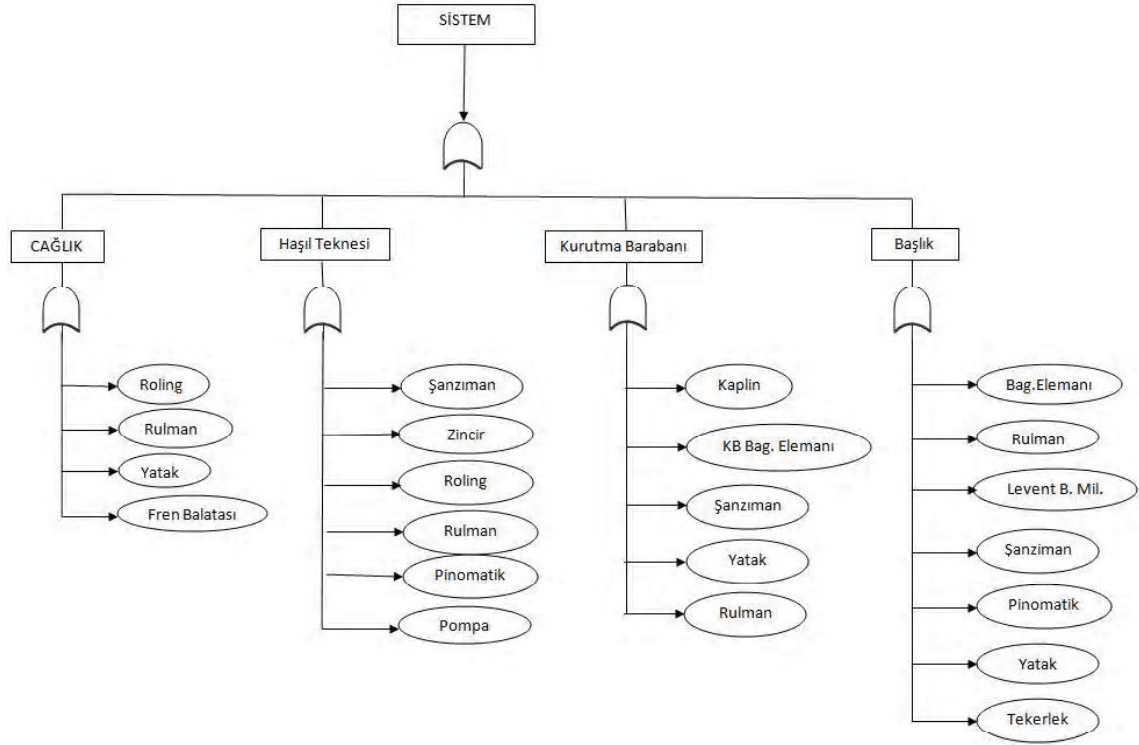 SİSTEM
CAĞLIK
Haşıl Teknesi
Kurutma Barabanı
Başlık
Roling
Rulman
Yatak
Fren Balatası
Şanzıman
Zincir
Roling
Rulman
Pinomatik
Pompa
Kaplin
KB Bag. Elemanı
Şanzıman
Yatak
Rulman
Bag.Elemanı
Rulman
Levent B. Mil.
Şanziman
Pinomatik
Yatak
Tekerlek